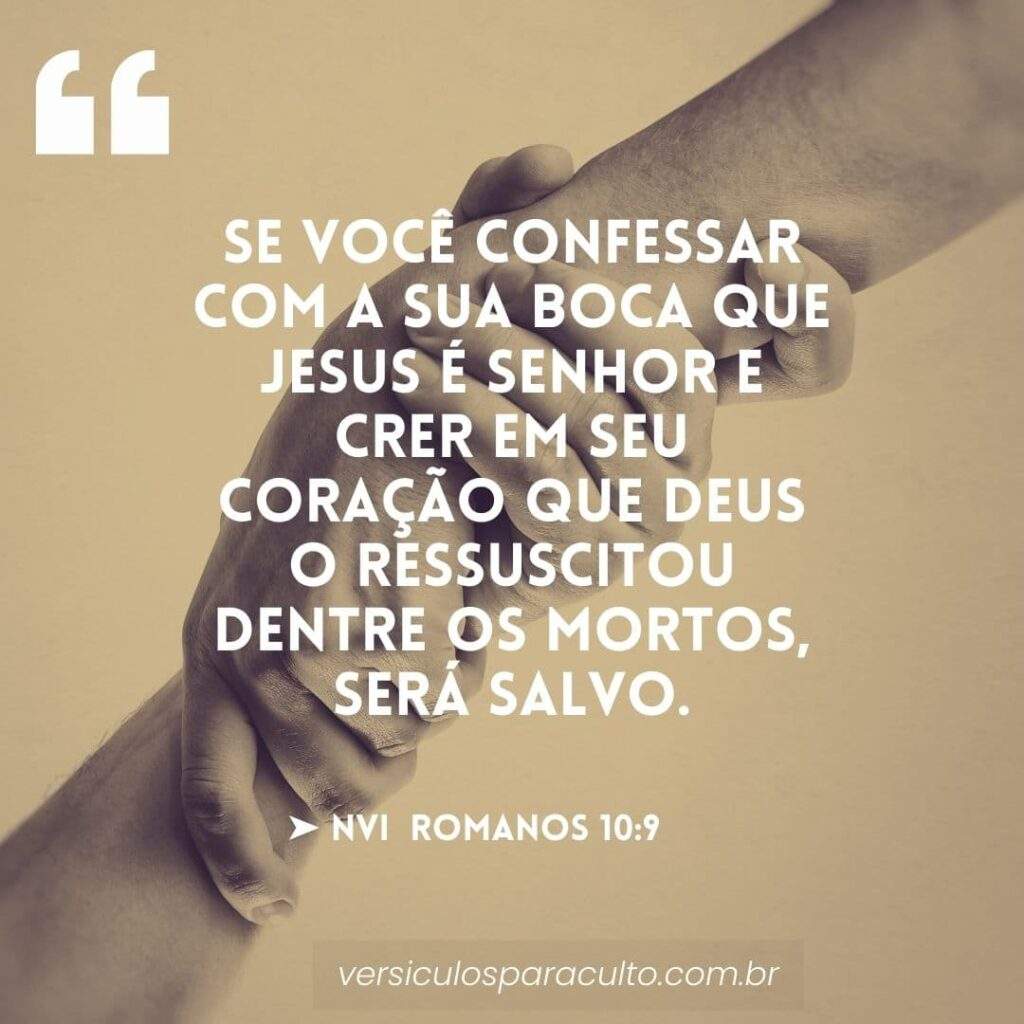 SE VOCÊ CONFESSAR
COM A SUA BOCA QUE
JESUS É SENHOR E
CRER EM SEU
CORAÇÃO QUE DEUS
O RESSUSCITOU
DENTRE OS MORTOS,
SERÁ SALVO.
➤ NVI ROMANOS 10:9
versiculosparaculto.com.br